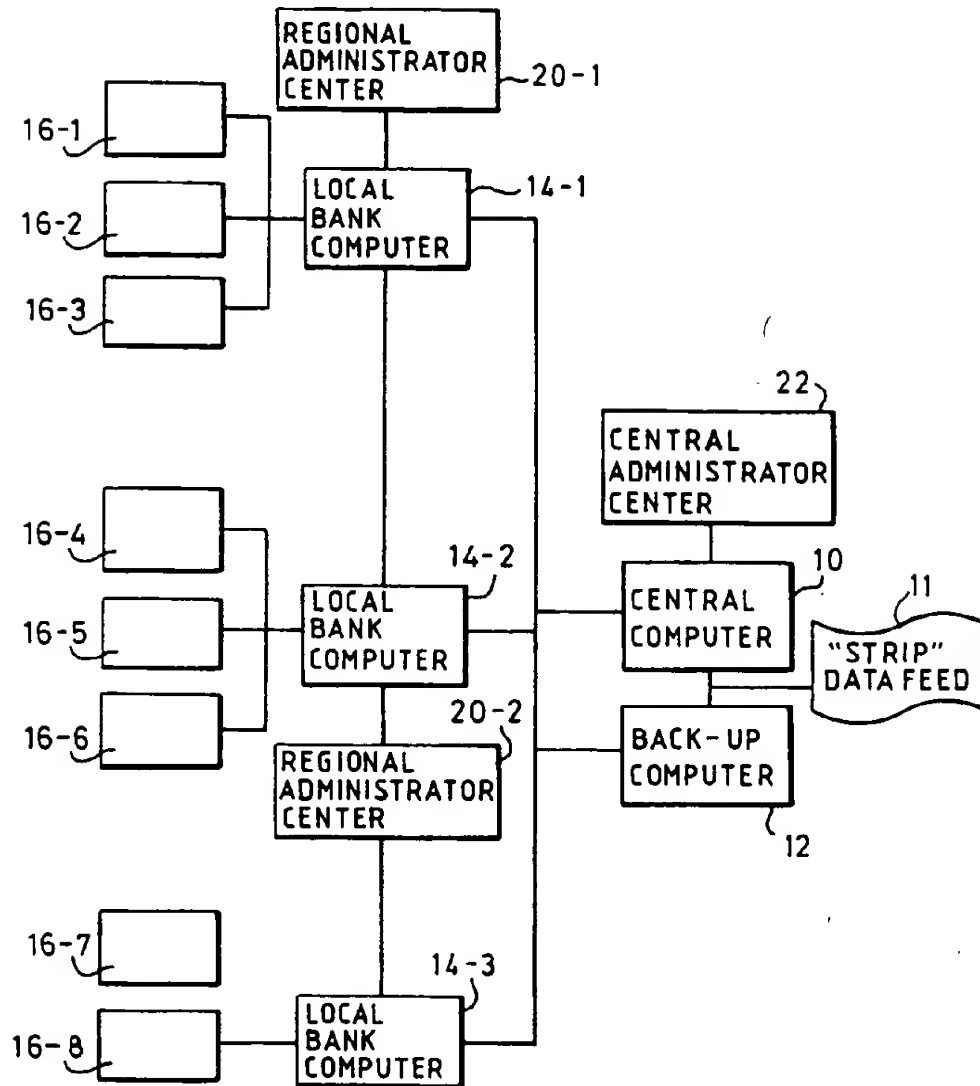 REGIONAL
ADMINISTRATOR
CENTER
20-1
16-1
LOCAL
BANK
COMPUTER
14-1
16-2
16-3
22
CENTRAL
ADMINISTRATOR
CENTER
16-4
14-2
10
11
LOCAL
BANK
COMPUTER
CENTRAL
COMPUTER
16-5
"STRIP"
DATA FEED
16-6
20-2
BACK-UP
COMPUTER
12
REGIONAL
ADMINISTRATOR
CENTER
16-7
14-3
LOCAL
BANK
COMPUTER
16-8